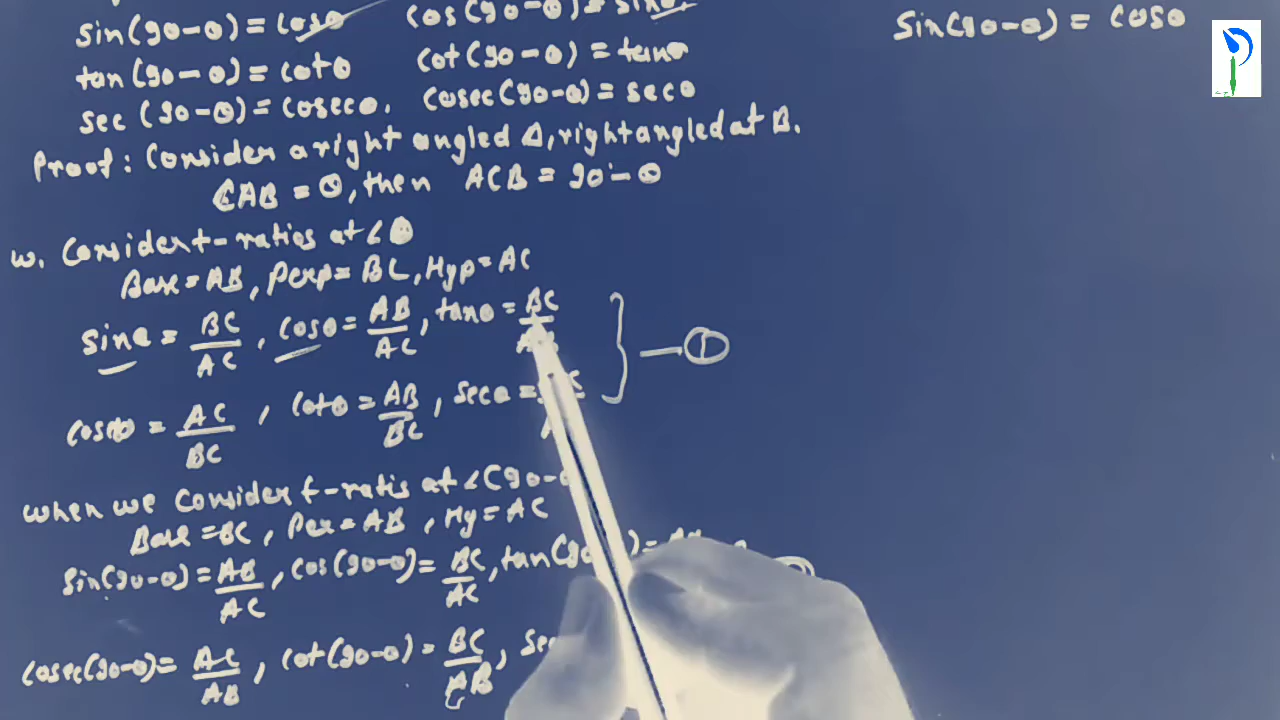 sin(90-θ) = cosθ cos(90-θ) = sinθ. Sin(90-θ) = cosθ
tan(90-θ) = cotθ cot(90-θ) = tanθ
sec(90-θ) = cosecθ. cosec(90-θ) = secθ
Proof: Consider a right angled Δ, right angled at B.
CAB = θ, then ACB = 90°-θ
w. Consider t-ratios at ∠θ
Base = AB, Perp = BC, Hyp = AC
sinθ = BC/AC, cosθ = AB/AC, tanθ = BC/
cosecθ = AC/BC, Cotθ = AB/BC, secθ = } — ①
when we consider t-ratis at ∠(90-θ
Base = BC, Per = AB, Hy = AC
Sin(90-θ) = AB/AC, cos(90-θ) = BC/AC, tan(90 ) =
cosec(90-θ) = AC/AB, cot(90-θ) = BC/AB, sec